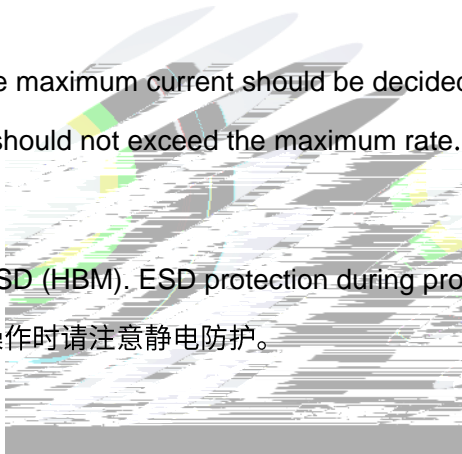 e maximum current should be decided
should not exceed the maximum rate.
SD (HBM). ESD protection during pro
操作时请注意静电防护。